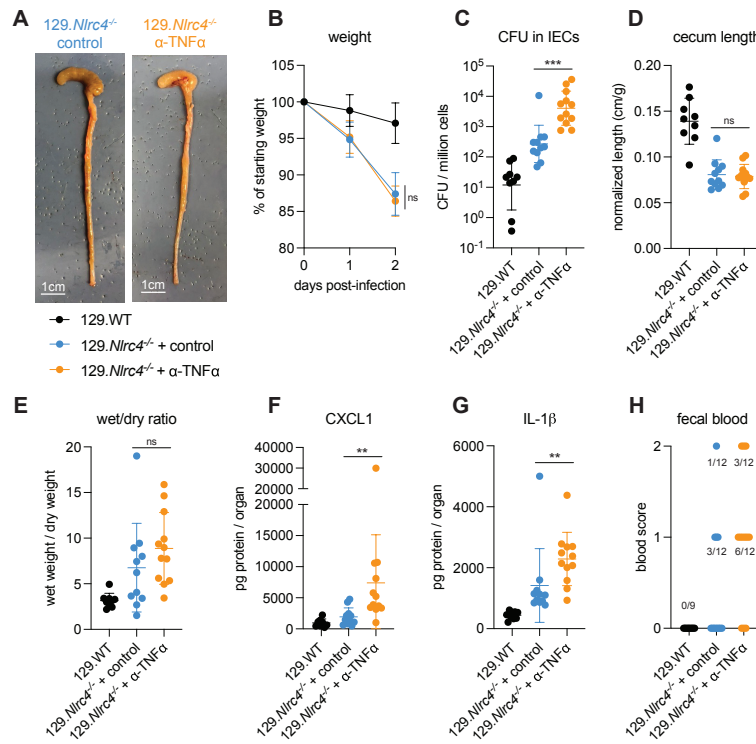 A
129.Nlrc4-/-
control
129.Nlrc4-/-
α-TNFα
1cm
1cm
129.WT
129.Nlrc4-/- + control
129.Nlrc4-/- + α-TNFα
B
weight
% of starting weight
105
100
95
90
85
80
ns
0
1
2
days post-infection
C
CFU in IECs
CFU / million cells
10^5
10^4
10^3
10^2
10^1
10^0
10^-1
***
129.WT
129.Nlrc4-/- + control
129.Nlrc4-/- + α-TNFα
D
cecum length
normalized length (cm/g)
0.20
0.15
0.10
0.05
0.00
ns
129.WT
129.Nlrc4-/- + control
129.Nlrc4-/- + α-TNFα
E
wet/dry ratio
wet weight / dry weight
20
15
10
5
0
ns
129.WT
129.Nlrc4-/- + control
129.Nlrc4-/- + α-TNFα
F
CXCL1
pg protein / organ
40000
30000
20000
15000
10000
5000
0
**
129.WT
129.Nlrc4-/- + control
129.Nlrc4-/- + α-TNFα
G
IL-1β
pg protein / organ
6000
4000
2000
0
**
129.WT
129.Nlrc4-/- + control
129.Nlrc4-/- + α-TNFα
H
fecal blood
blood score
2
1
0
1/12
3/12
3/12
6/12
0/9
129.WT
129.Nlrc4-/- + control
129.Nlrc4-/- + α-TNFα